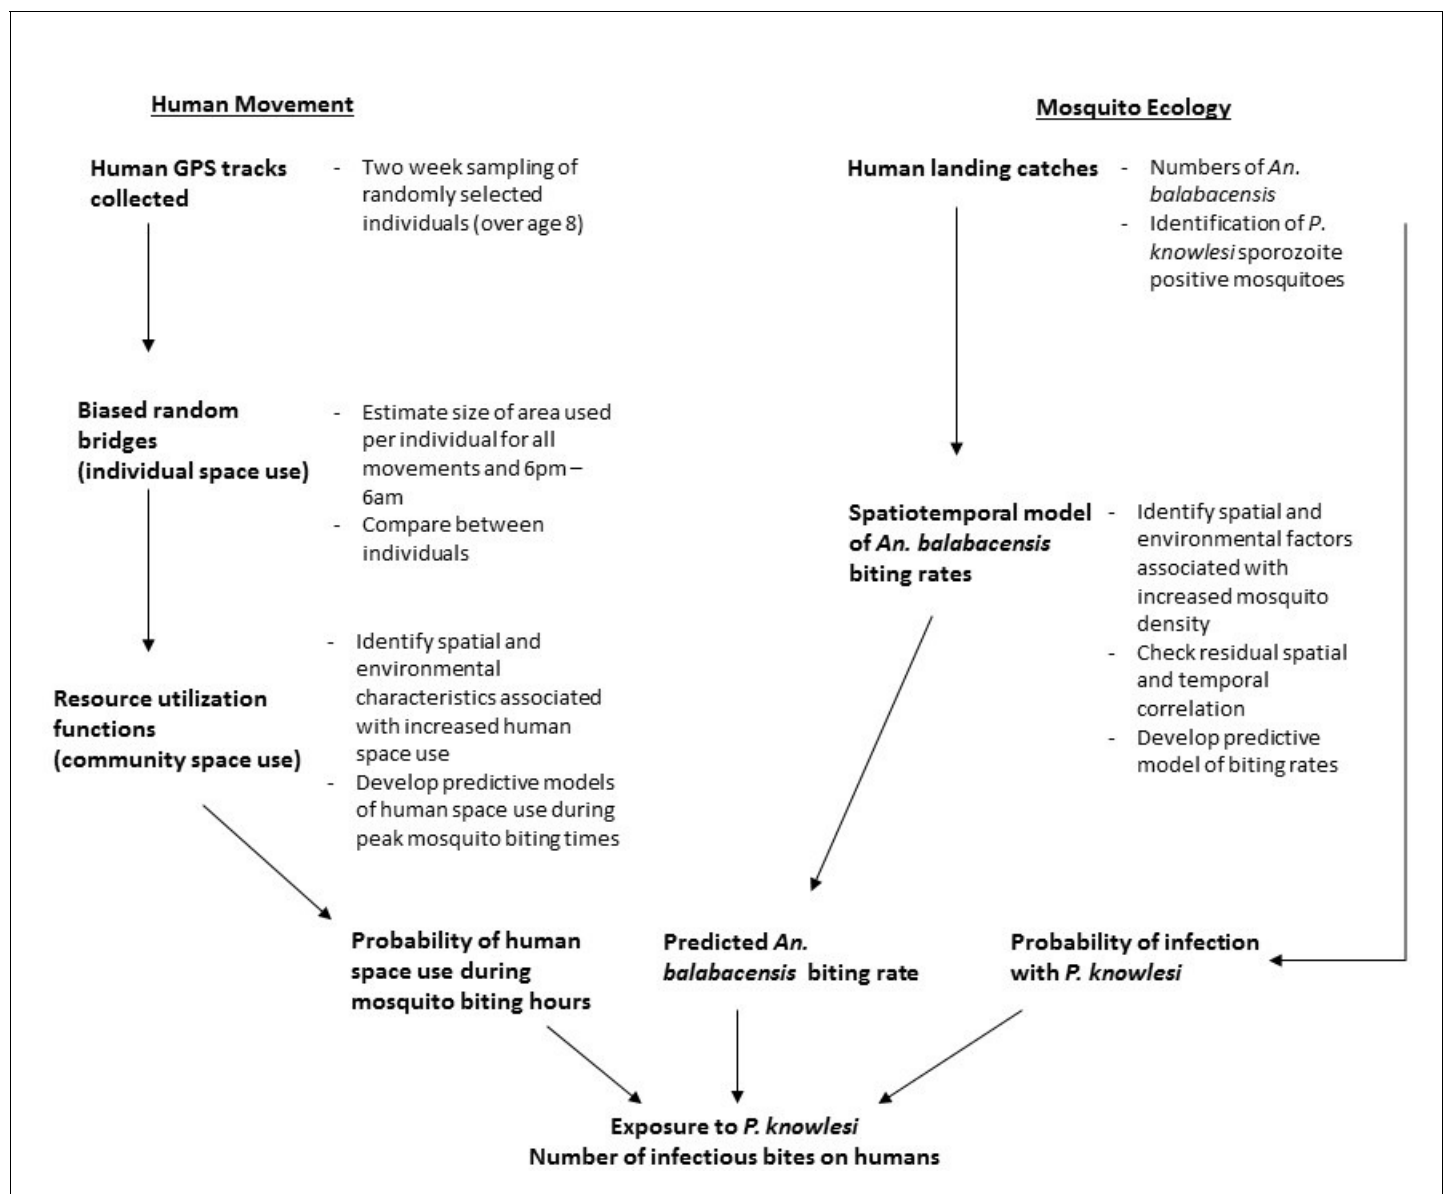 Human Movement
Human GPS tracks
collected
- Two week sampling of
randomly selected
individuals (over age 8)
Biased random
bridges
(individual space use)
- Estimate size of area used
per individual for all
movements and 6pm –
6am
- Compare between
individuals
Resource utilization
functions
(community space use)
- Identify spatial and
environmental
characteristics associated
with increased human
space use
- Develop predictive models
of human space use during
peak mosquito biting times
Mosquito Ecology
Human landing catches
- Numbers of An.
balabacensis
- Identification of P.
knowlesi sporozoite
positive mosquitoes
Spatiotemporal model
of An. balabacensis
biting rates
- Identify spatial and
environmental factors
associated with
increased mosquito
density
- Check residual spatial
and temporal
correlation
- Develop predictive
model of biting rates
Probability of human
space use during
mosquito biting hours
Predicted An.
balabacensis biting rate
Probability of infection
with P. knowlesi
Exposure to P. knowlesi
Number of infectious bites on humans